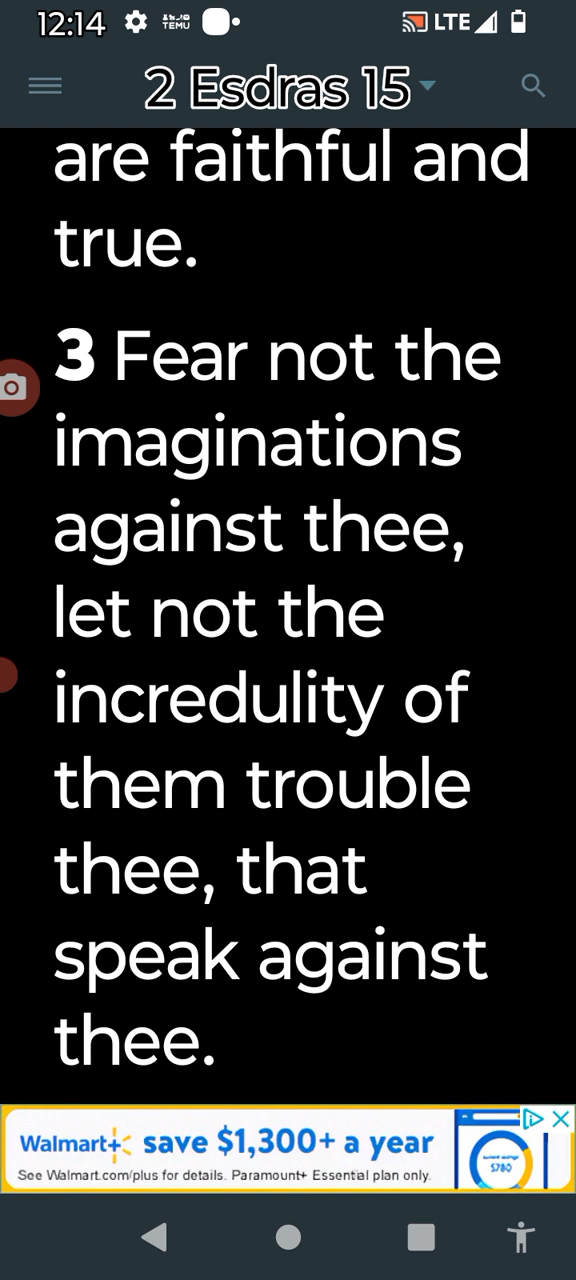 12:14
TEMU
LTE
2 Esdras 15
are faithful and
true.
3 Fear not the
imaginations
against thee,
let not the
incredulity of
them trouble
thee, that
speak against
thee.
Walmart+ save $1,300+ a year
See Walmart.com/plus for details. Paramount+ Essential plan only.
$780